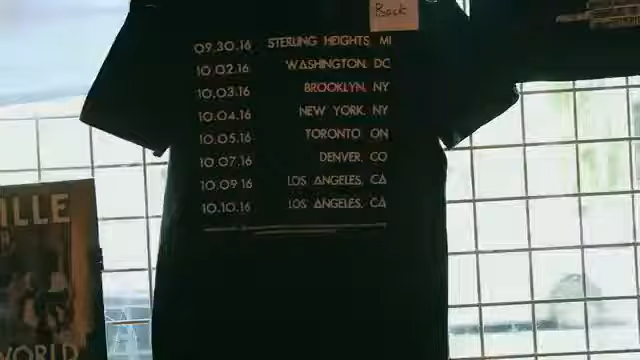 Back
09.30.16 STERLING HEIGHTS MI
10.02.16 WASHINGTON, DC
10.03.16 BROOKLYN, NY
10.04.16 NEW YORK, NY
10.05.16 TORONTO ON
10.07.16 DENVER, CO
10.09.16 LOS ANGELES, CA
10.10.16 LOS ANGELES, CA
VILLE
WORLD